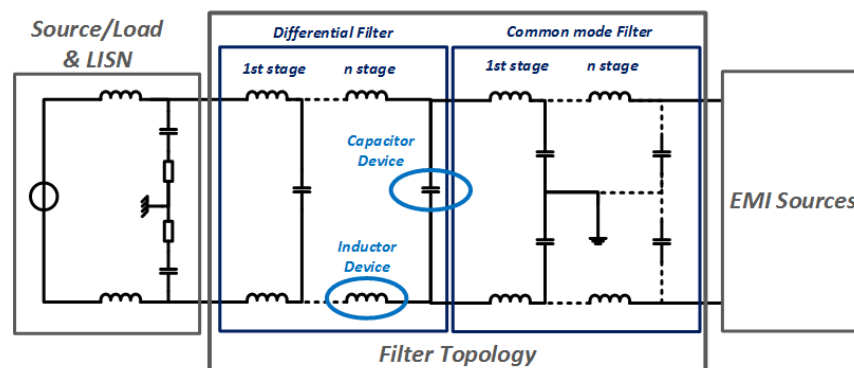 Source/Load
& LISN
Differential Filter
Common mode Filter
1st stage
n stage
1st stage
n stage
Capacitor
Device
Inductor
Device
EMI Sources
Filter Topology